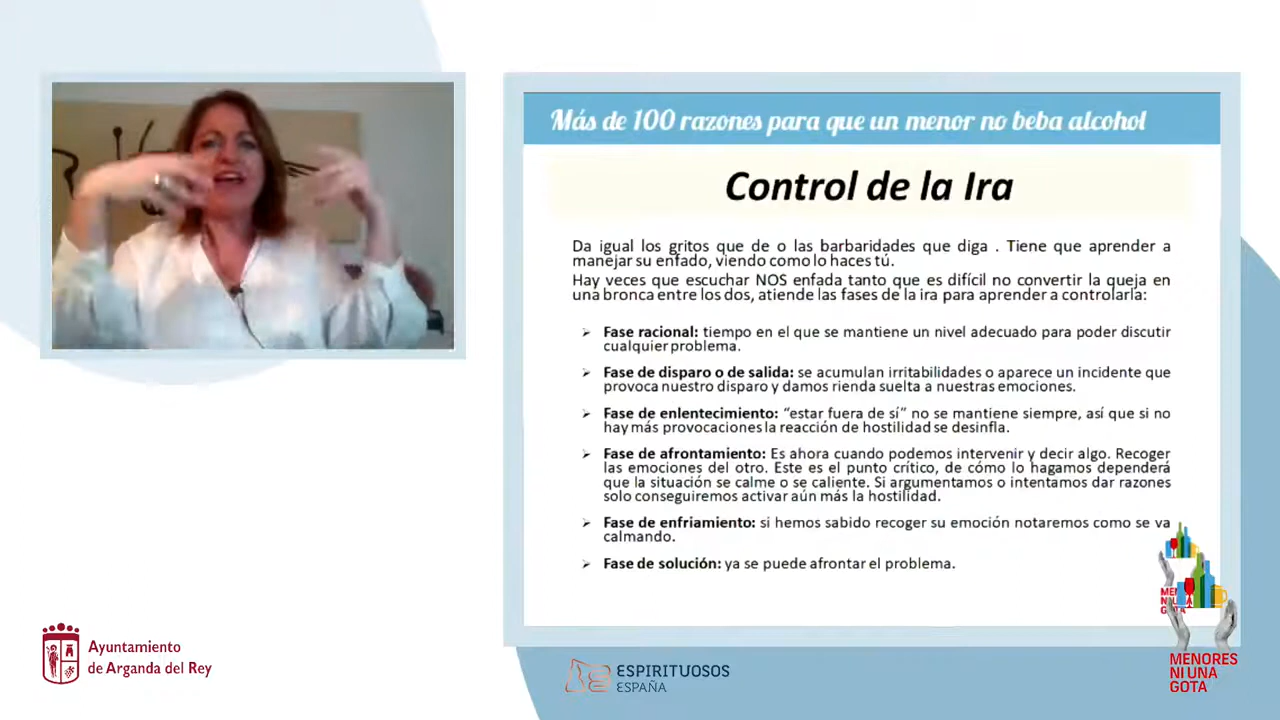 Más de 100 razones para que un menor no beba alcohol
Control de la Ira
Da igual los gritos que de o las barbaridades que diga . Tiene que aprender a
manejar su enfado, viendo como lo haces tú.
Hay veces que escuchar NOS enfada tanto que es difícil no convertir la queja en
una bronca entre los dos, atiende las fases de la ira para aprender a controlarla:
➢ Fase racional: tiempo en el que se mantiene un nivel adecuado para poder discutir
cualquier problema.
➢ Fase de disparo o de salida: se acumulan irritabilidades o aparece un incidente que
provoca nuestro disparo y damos rienda suelta a nuestras emociones.
➢ Fase de enlentecimiento: “estar fuera de sí” no se mantiene siempre, así que si no
hay más provocaciones la reacción de hostilidad se desinfla.
➢ Fase de afrontamiento: Es ahora cuando podemos intervenir y decir algo. Recoger
las emociones del otro. Este es el punto crítico, de cómo lo hagamos dependerá
que la situación se calme o se caliente. Si argumentamos o intentamos dar razones
solo conseguiremos activar aún más la hostilidad.
➢ Fase de enfriamiento: si hemos sabido recoger su emoción notaremos como se va
calmando.
➢ Fase de solución: ya se puede afrontar el problema.
Ayuntamiento
de Arganda del Rey
ESPIRITUOSOS
ESPAÑA
MENORES
NI UNA
GOTA